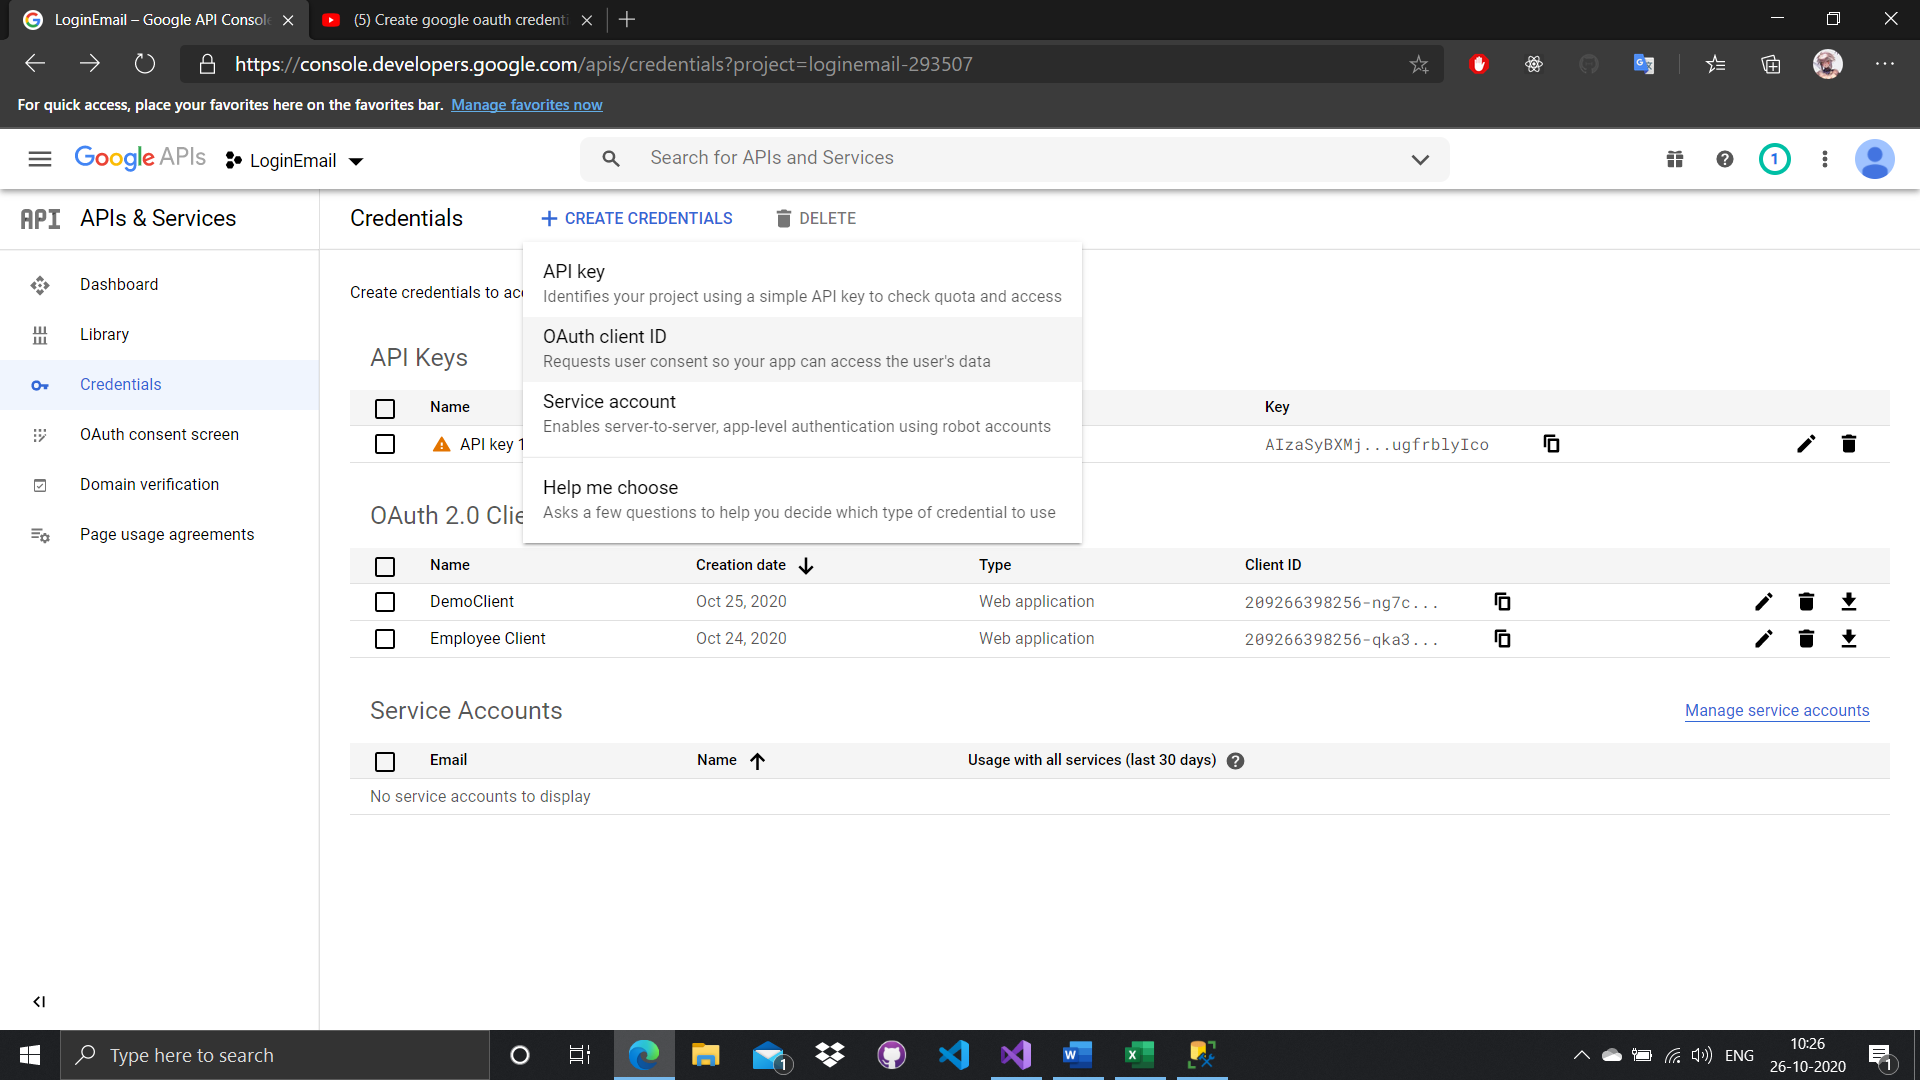 LoginEmail – Google API Console
(5) Create google oauth credenti
https://console.developers.google.com/apis/credentials?project=loginemail-293507
For quick access, place your favorites here on the favorites bar. Manage favorites now
Google APIs
LoginEmail
Search for APIs and Services
1
API APIs & Services
Credentials
CREATE CREDENTIALS
DELETE
Dashboard
Library
Credentials
OAuth consent screen
Domain verification
Page usage agreements
Create credentials to acc
API key
Identifies your project using a simple API key to check quota and access
OAuth client ID
Requests user consent so your app can access the user's data
Service account
Enables server-to-server, app-level authentication using robot accounts
Help me choose
Asks a few questions to help you decide which type of credential to use
API Keys
Name Key
API key 1 AIzaSyBXMj...ugfrblyIco
OAuth 2.0 Clie
Name Creation date Type Client ID
DemoClient Oct 25, 2020 Web application 209266398256-ng7c...
Employee Client Oct 24, 2020 Web application 209266398256-qka3...
Service Accounts Manage service accounts
Email Name Usage with all services (last 30 days)
No service accounts to display
Type here to search
1
ENG
10:26
26-10-2020
1